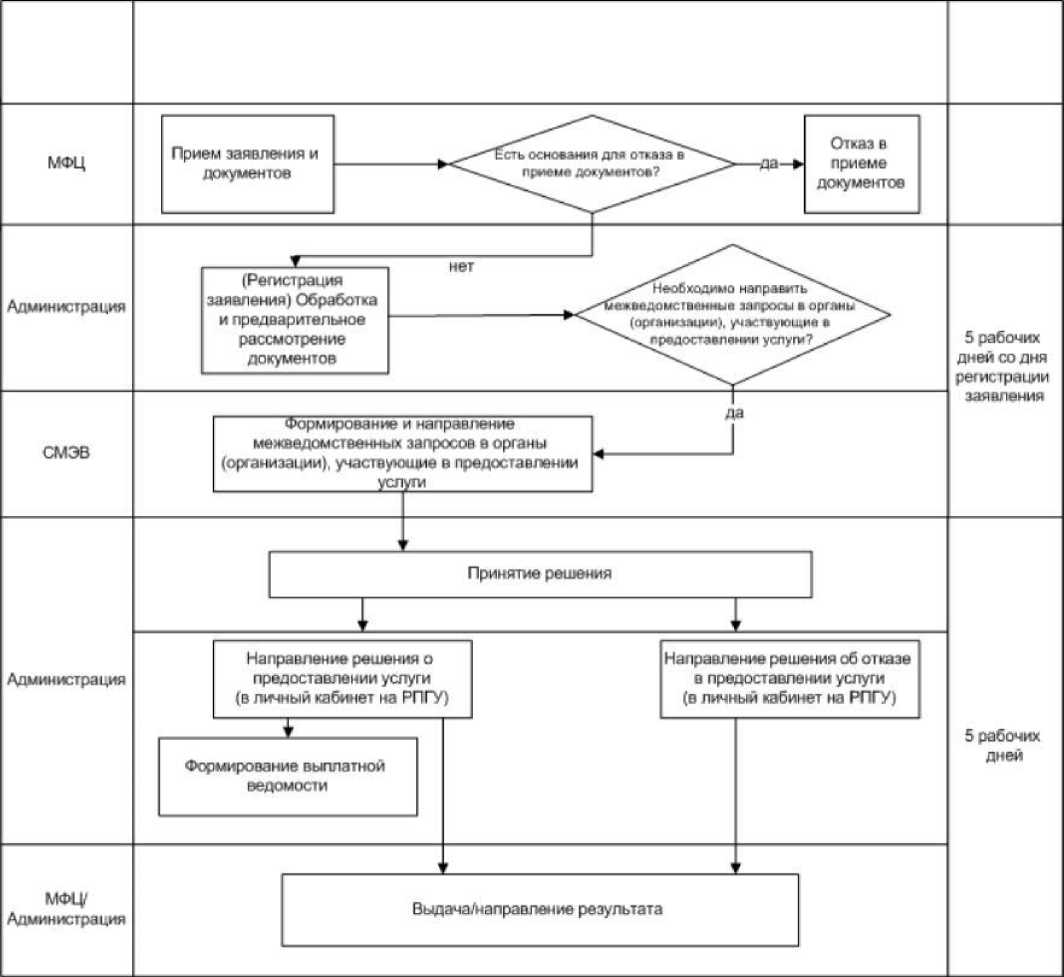 МФЦ
Прием заявления и
документов
Есть основания для отказа в
приеме документов?
да
Отказ в
приеме
документов
нет
Администрация
(Регистрация
заявления) Обработка
и предварительное
рассмотрение
документов
Необходимо направить
межведомственные запросы в органы
(организации), участвующие в
предоставлении услуги?
5 рабочих
дней со дня
регистрации
заявления
да
СМЭВ
Формирование и направление
межведомственных запросов в органы
(организации), участвующие в предоставлении
услуги
Принятие решения
Администрация
Направление решения о
предоставлении услуги
(в личный кабинет на РПГУ)
Направление решения об отказе
в предоставлении услуги
(в личный кабинет на РПГУ)
5 рабочих
дней
Формирование выплатной
ведомости
МФЦ/
Администрация
Выдача/направление результата